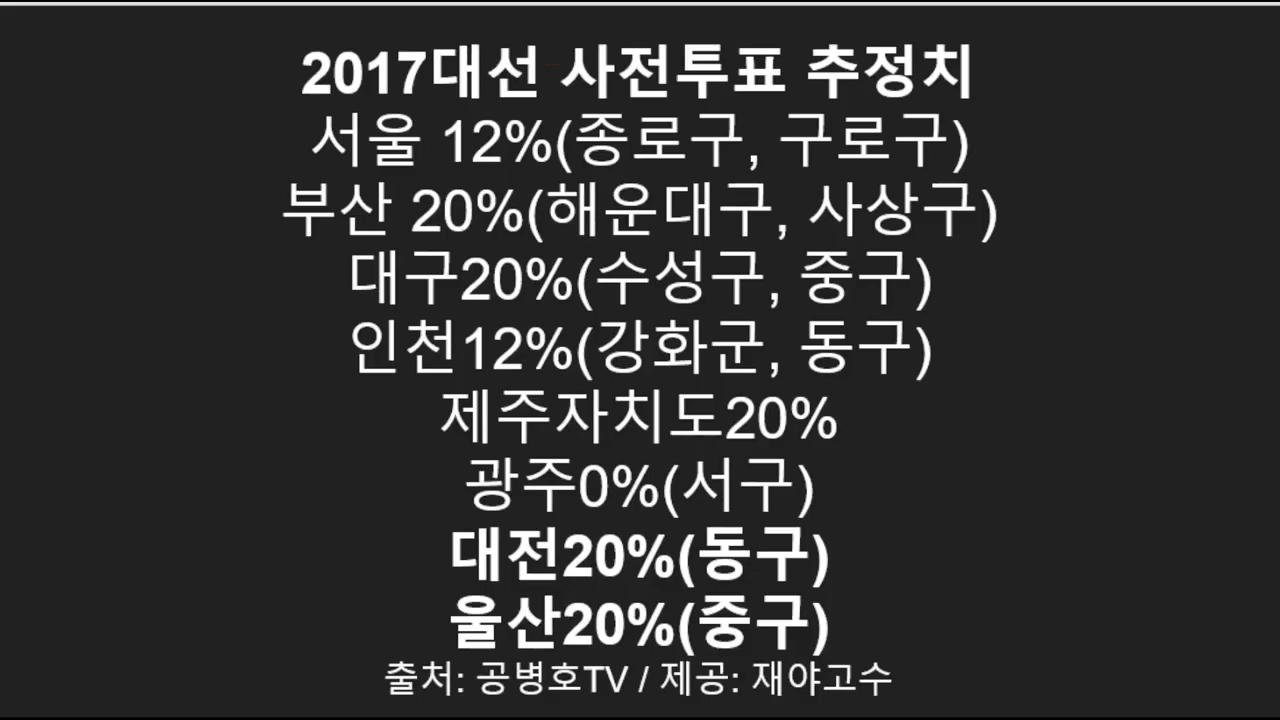 2017대선 사전투표 추정치
서울 12%(종로구, 구로구)
부산 20%(해운대구, 사상구)
대구20%(수성구, 중구)
인천12%(강화군, 동구)
제주자치도20%
광주0%(서구)
대전20%(동구)
울산20%(중구)
출처: 공병호TV / 제공: 재야고수